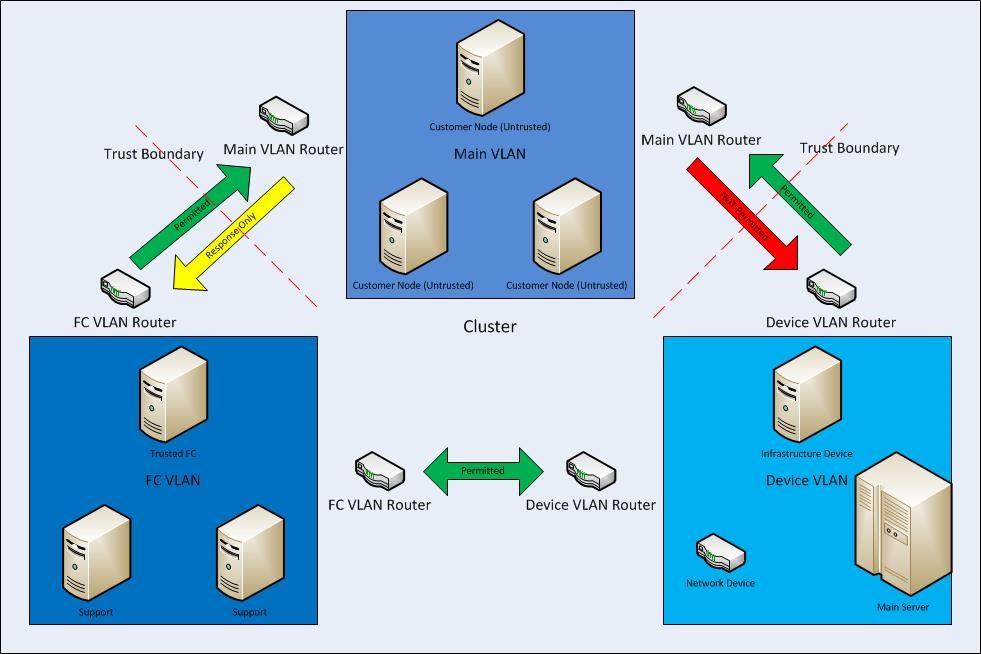 Customer Node (Untrusted)
Main VLAN
Customer Node (Untrusted)
Customer Node (Untrusted)
Trust Boundary
Main VLAN Router
Permitted
Response Only
FC VLAN Router
Main VLAN Router
Trust Boundary
NOT Permitted
Permitted
Device VLAN Router
Cluster
Trusted FC
FC VLAN
Support
Support
FC VLAN Router
Permitted
Device VLAN Router
Infrastructure Device
Device VLAN
Network Device
Main Server